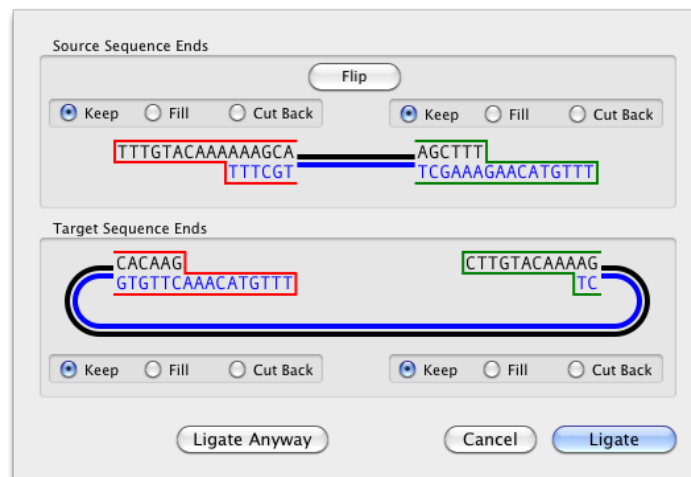 Source Sequence Ends
Flip
Keep Fill Cut Back Keep Fill Cut Back
TTTGTACAAAAAAGCA AGCTTT
TTTCGT TCGAAAGAACATGTTT
Target Sequence Ends
CACAAG CTTGTACAAAAG
GTGTTCAAACATGTTT TC
Keep Fill Cut Back Keep Fill Cut Back
Ligate Anyway Cancel Ligate